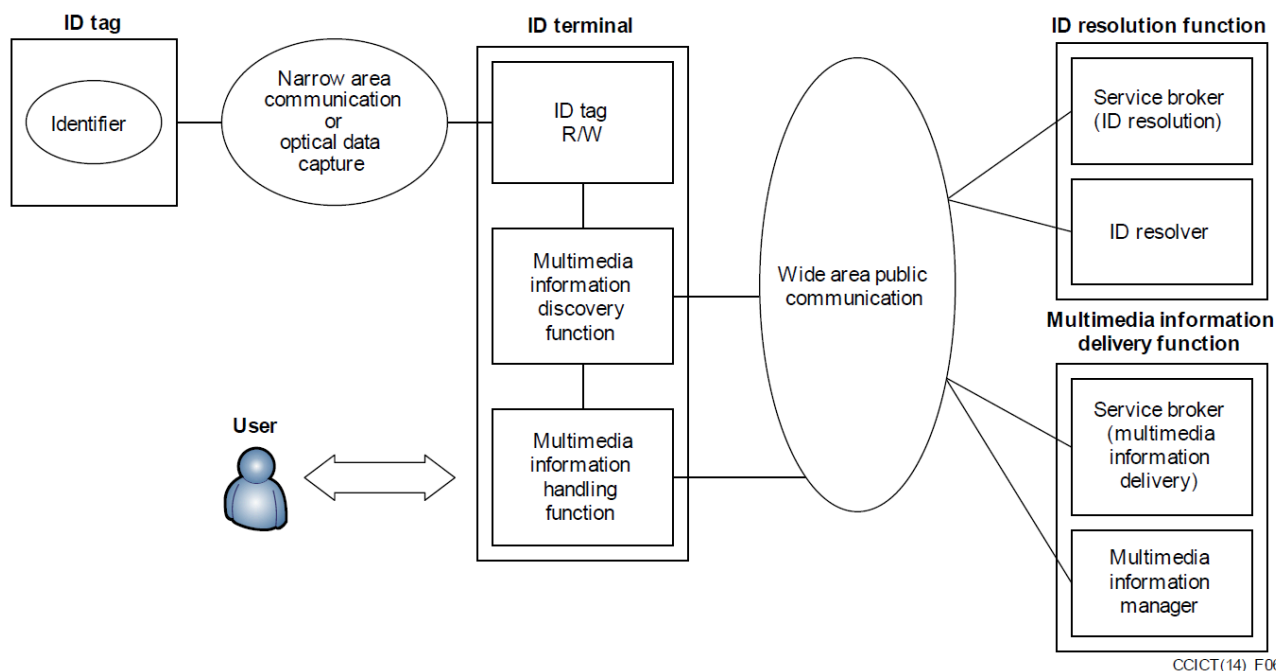 ID tag
Identifier
Narrow area
communication
or
optical data
capture
ID terminal
ID tag
R/W
Multimedia
information
discovery
function
Multimedia
information
handling
function
User
Wide area public
communication
ID resolution function
Service broker
(ID resolution)
ID resolver
Multimedia information
delivery function
Service broker
(multimedia
information
delivery)
Multimedia
information
manager
CCICT(14)_F06